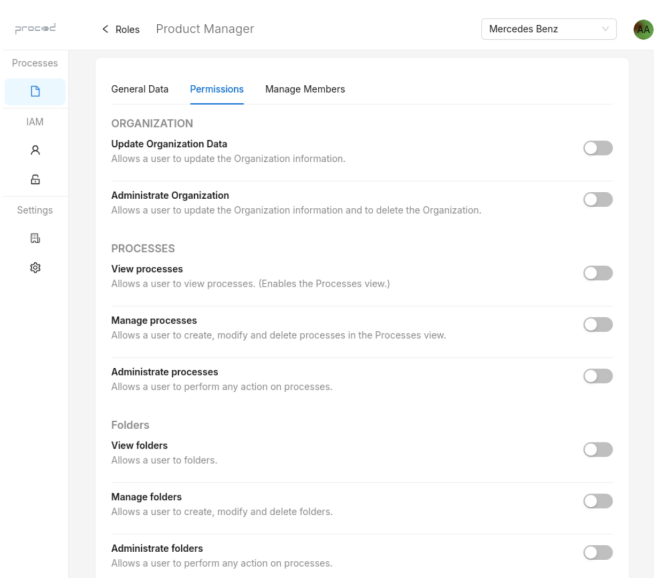 proceed
Roles
Product Manager
Mercedes Benz
AA
Processes
IAM
Settings
General Data
Permissions
Manage Members
ORGANIZATION
Update Organization Data
Allows a user to update the Organization information.
Administrate Organization
Allows a user to update the Organization information and to delete the Organization.
PROCESSES
View processes
Allows a user to view processes. (Enables the Processes view.)
Manage processes
Allows a user to create, modify and delete processes in the Processes view.
Administrate processes
Allows a user to perform any action on processes.
Folders
View folders
Allows a user to folders.
Manage folders
Allows a user to create, modify and delete folders.
Administrate folders
Allows a user to perform any action on processes.